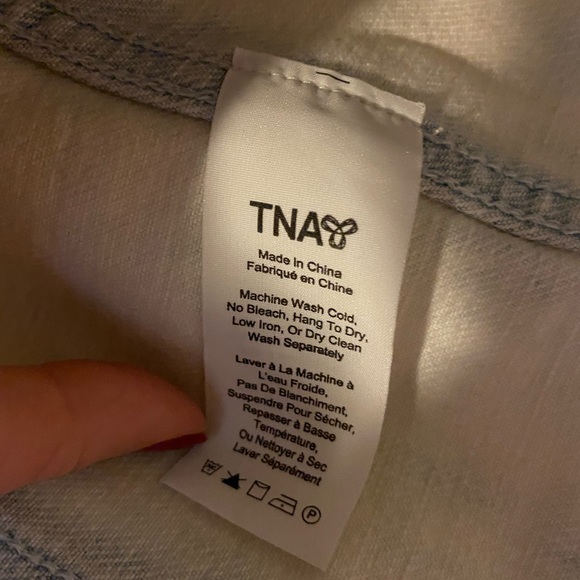 TNA
Made in China
Fabriqué en Chine
Machine Wash Cold,
No Bleach, Hang To Dry,
Low Iron, Or Dry Clean
Wash Separately
Laver à La Machine à
L'eau Froide,
Pas De Blanchiment,
Suspendre Pour Sécher,
Repasser à Basse
Température,
Ou Nettoyer à Sec
Laver Séparément
P